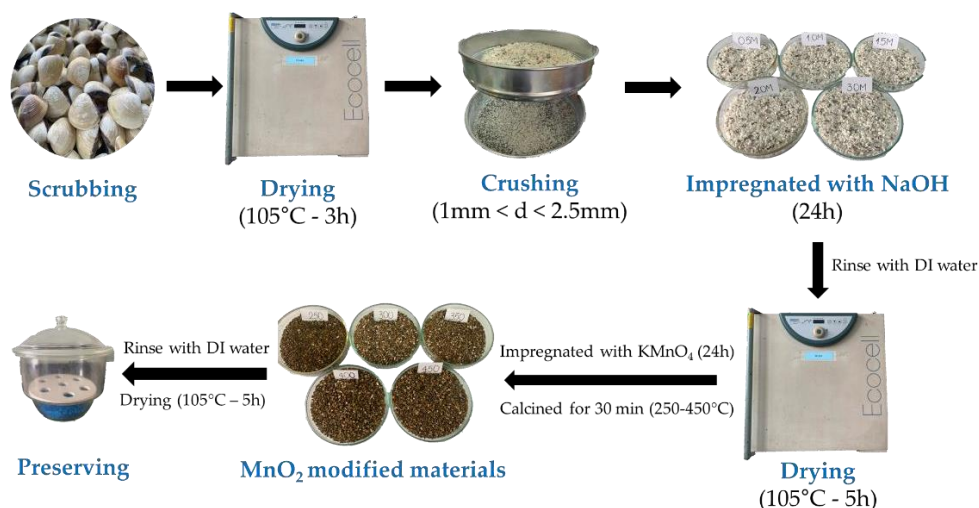 0.5M
1.0M
1.5M
2.0M
3.0M
Ecocell
Scrubbing
Drying
(105°C - 3h)
Crushing
(1mm < d < 2.5mm)
Impregnated with NaOH
(24h)
Rinse with DI water
250
300
350
400
450
Rinse with DI water
Drying (105°C – 5h)
Impregnated with KMnO₄ (24h)
Calcined for 30 min (250-450°C)
Ecocell
Preserving
MnO₂ modified materials
Drying
(105°C - 5h)